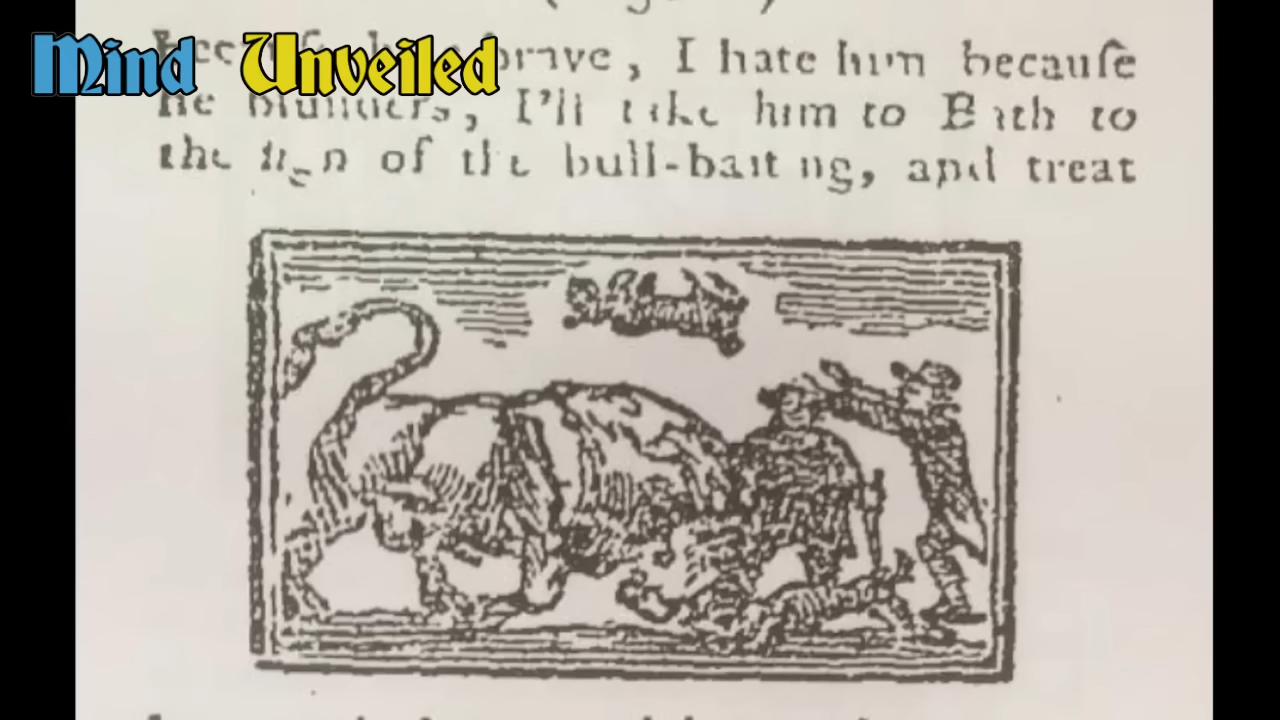 Mind Unveiled
brave, I hate him becauſe
he blunders, I'll take him to Bath to
the ſign of the bull-baiting, and treat